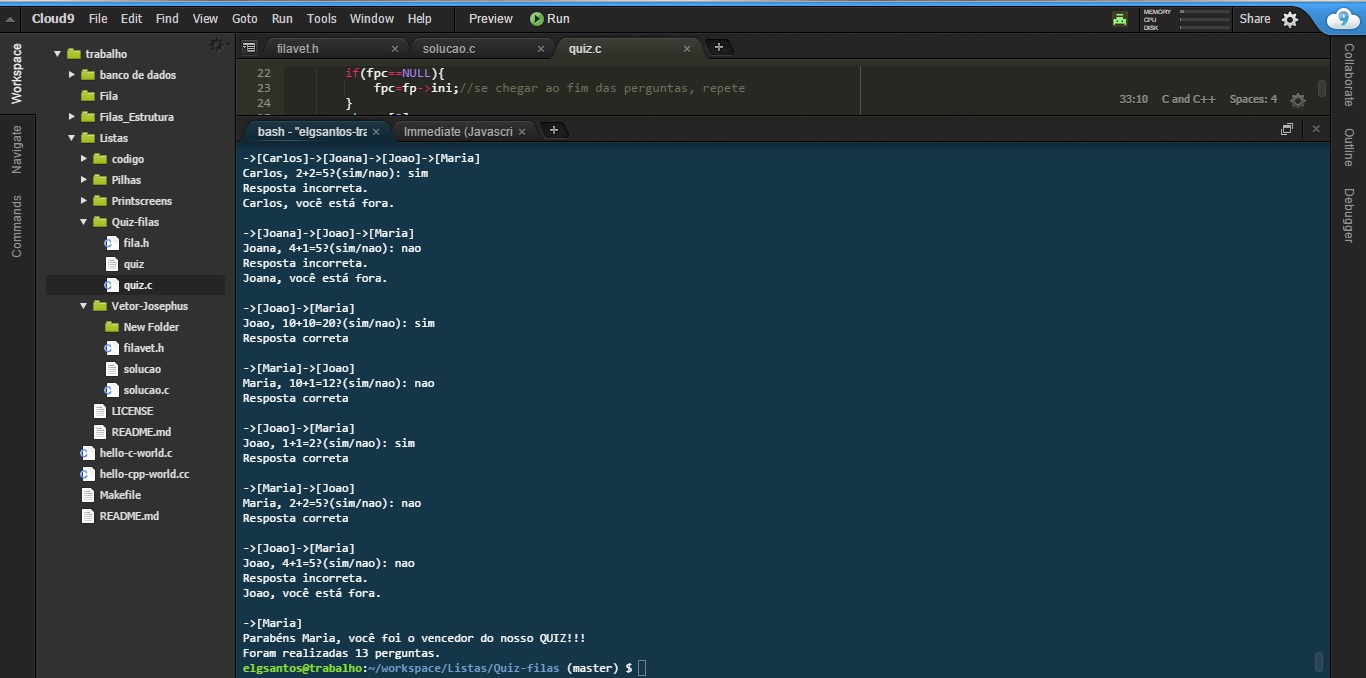 Cloud9 File Edit Find View Goto Run Tools Window Help Preview Run
MEMORY
CPU
DISK
Share
9
Workspace
Navigate
Commands
trabalho
banco de dados
Fila
Filas_Estrutura
Listas
codigo
Pilhas
Printscreens
Quiz-filas
fila.h
quiz
quiz.c
Vetor-Josephus
New Folder
filavet.h
solucao
solucao.c
LICENSE
README.md
hello-c-world.c
hello-cpp-world.cc
Makefile
README.md
filavet.h × solucao.c × quiz.c × +
22 if(fpc==NULL){
23 fpc=fp->ini;//se chegar ao fim das perguntas, repete
24 }
33:10 C and C++ Spaces: 4
bash - "elgsantos-tra × Immediate (Javascri × +
->[Carlos]->[Joana]->[Joao]->[Maria]
Carlos, 2+2=5?(sim/nao): sim
Resposta incorreta.
Carlos, você está fora.
->[Joana]->[Joao]->[Maria]
Joana, 4+1=5?(sim/nao): nao
Resposta incorreta.
Joana, você está fora.
->[Joao]->[Maria]
Joao, 10+10=20?(sim/nao): sim
Resposta correta
->[Maria]->[Joao]
Maria, 10+1=12?(sim/nao): nao
Resposta correta
->[Joao]->[Maria]
Joao, 1+1=2?(sim/nao): sim
Resposta correta
->[Maria]->[Joao]
Maria, 2+2=5?(sim/nao): nao
Resposta correta
->[Joao]->[Maria]
Joao, 4+1=5?(sim/nao): nao
Resposta incorreta.
Joao, você está fora.
->[Maria]
Parabéns Maria, você foi o vencedor do nosso QUIZ!!!
Foram realizadas 13 perguntas.
elgsantos@trabalho:~/workspace/Listas/Quiz-filas (master) $
Collaborate
Outline
Debugger